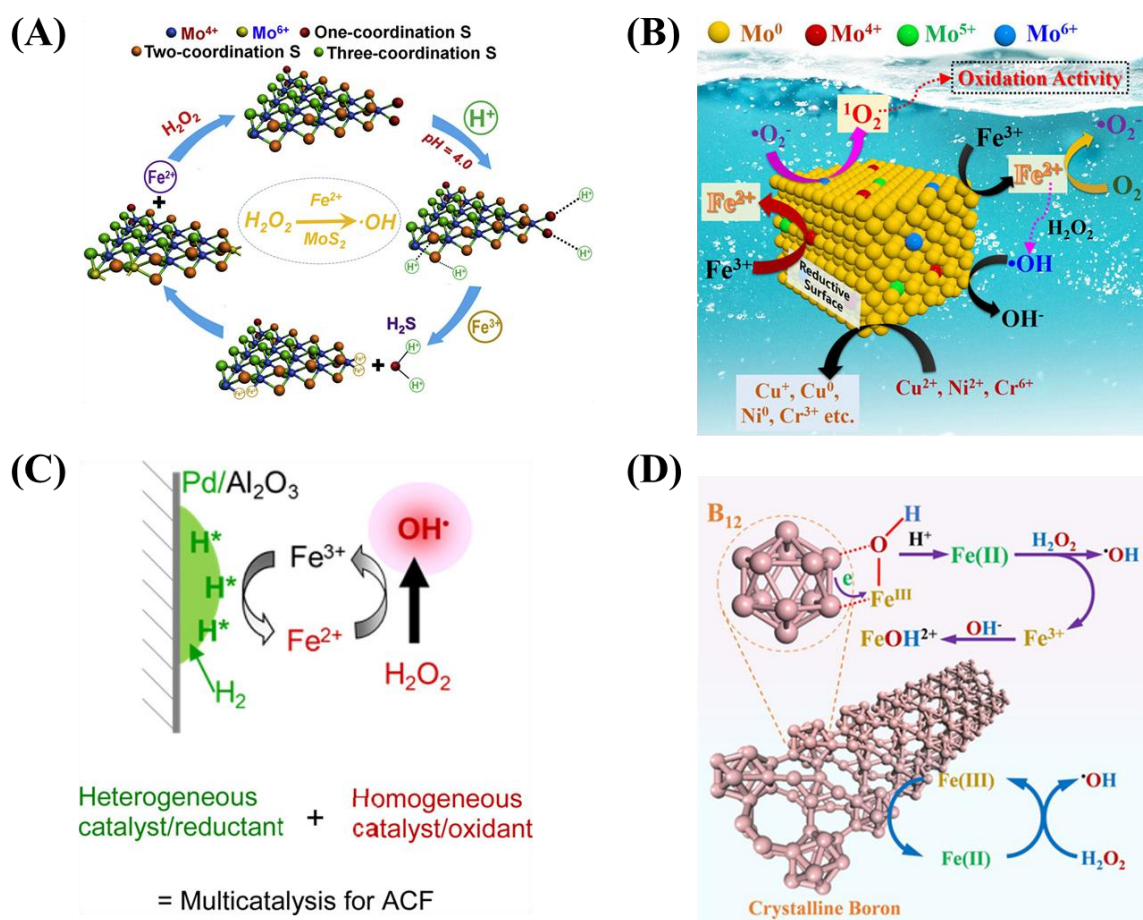 (A)
Mo⁴⁺ Mo⁶⁺ One-coordination S
Two-coordination S Three-coordination S
H₂O₂
H⁺
pH = 4.0
Fe²⁺
+
Fe²⁺
H₂O₂ ·OH
MoS₂
H⁺
H⁺
H⁺
H⁺
Fe³⁺
H₂S
H⁺
+
H⁺
(B)
Mo⁰ Mo⁴⁺ Mo⁵⁺ Mo⁶⁺
Oxidation Activity
¹O₂
•O₂⁻
Fe³⁺
•O₂⁻
Fe²⁺
Fe²⁺
O₂
H₂O₂
Fe³⁺
•OH
Reductive
Surface
OH⁻
Cu⁺, Cu⁰,
Ni⁰, Cr³⁺ etc.
Cu²⁺, Ni²⁺, Cr⁶⁺
(C)
Pd/Al₂O₃
H*
H*
H*
H₂
Fe³⁺
Fe²⁺
OH•
H₂O₂
Heterogeneous
catalyst/reductant
+
Homogeneous
catalyst/oxidant
= Multicatalysis for ACF
(D)
B₁₂
H
O
e
Feᴵᴵᴵ
H⁺
Fe(II)
H₂O₂
•OH
FeOH²⁺
OH⁻
Fe³⁺
Fe(III)
•OH
Fe(II)
H₂O₂
Crystalline Boron